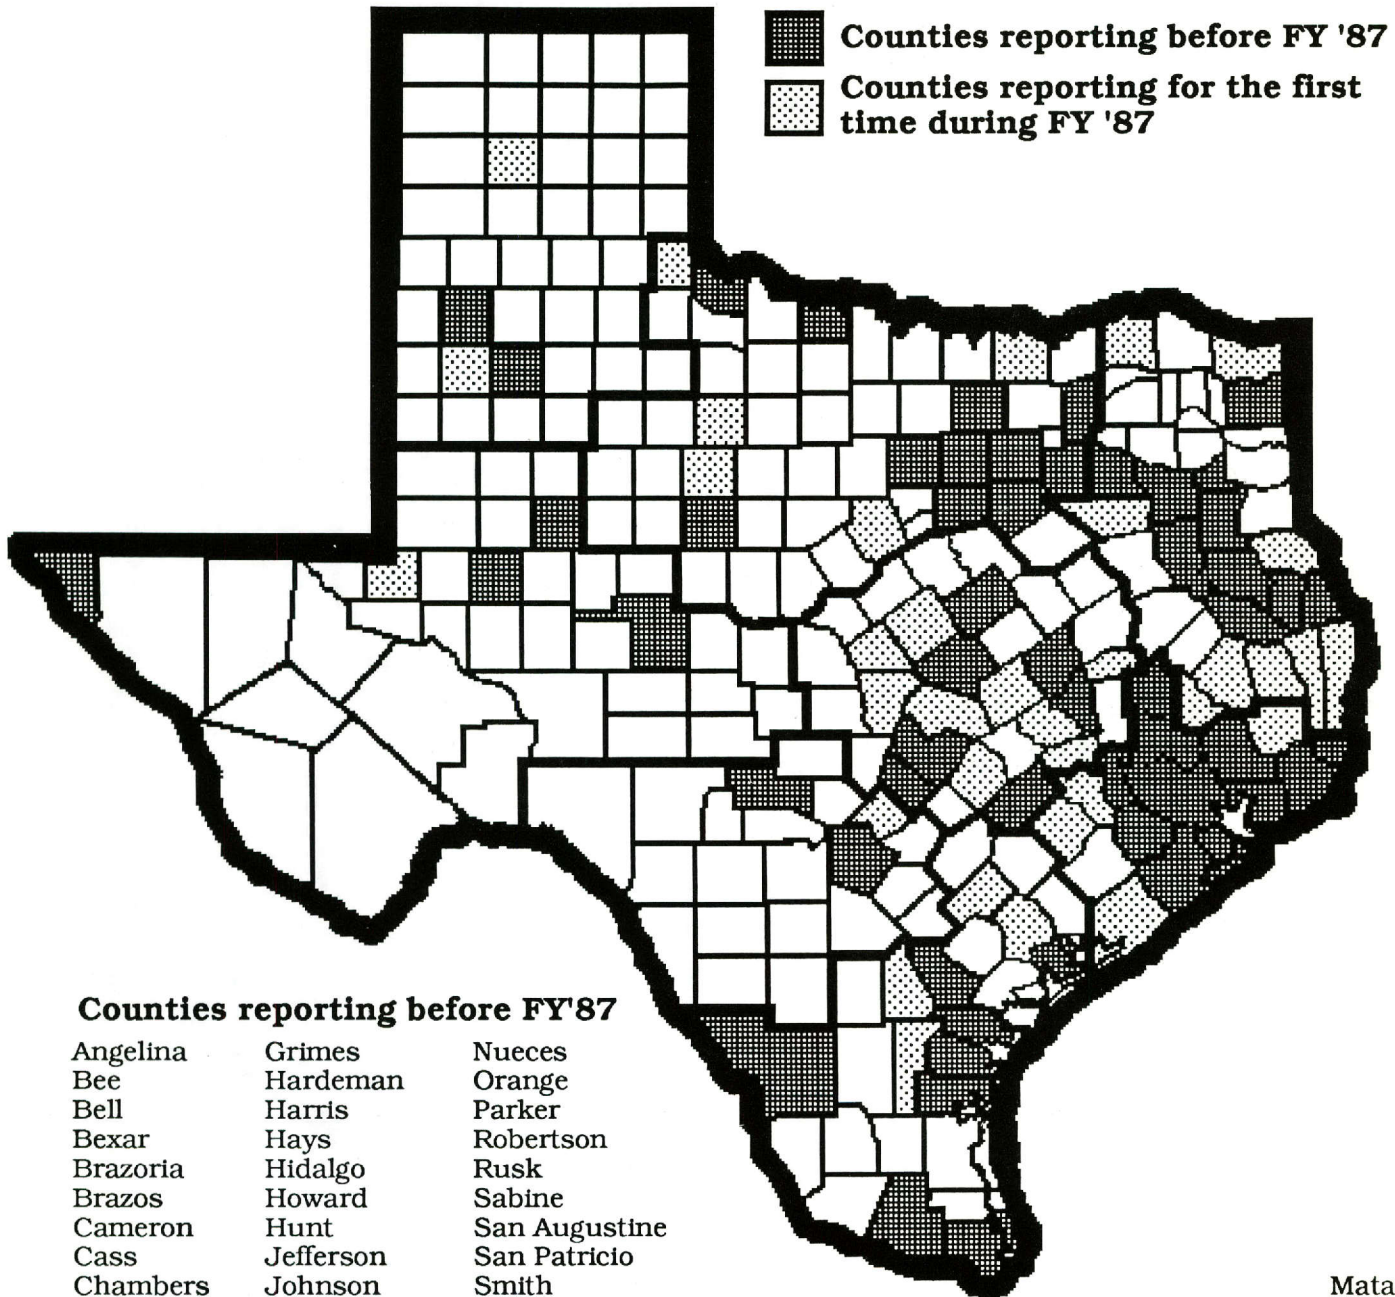 Counties reporting before FY '87
Counties reporting for the first
time during FY '87
Counties reporting before FY'87
Angelina
Bee
Bell
Bexar
Brazoria
Brazos
Cameron
Cass
Chambers
Grimes
Hardeman
Harris
Hays
Hidalgo
Howard
Hunt
Jefferson
Johnson
Nueces
Orange
Parker
Robertson
Rusk
Sabine
San Augustine
San Patricio
Smith
Mata